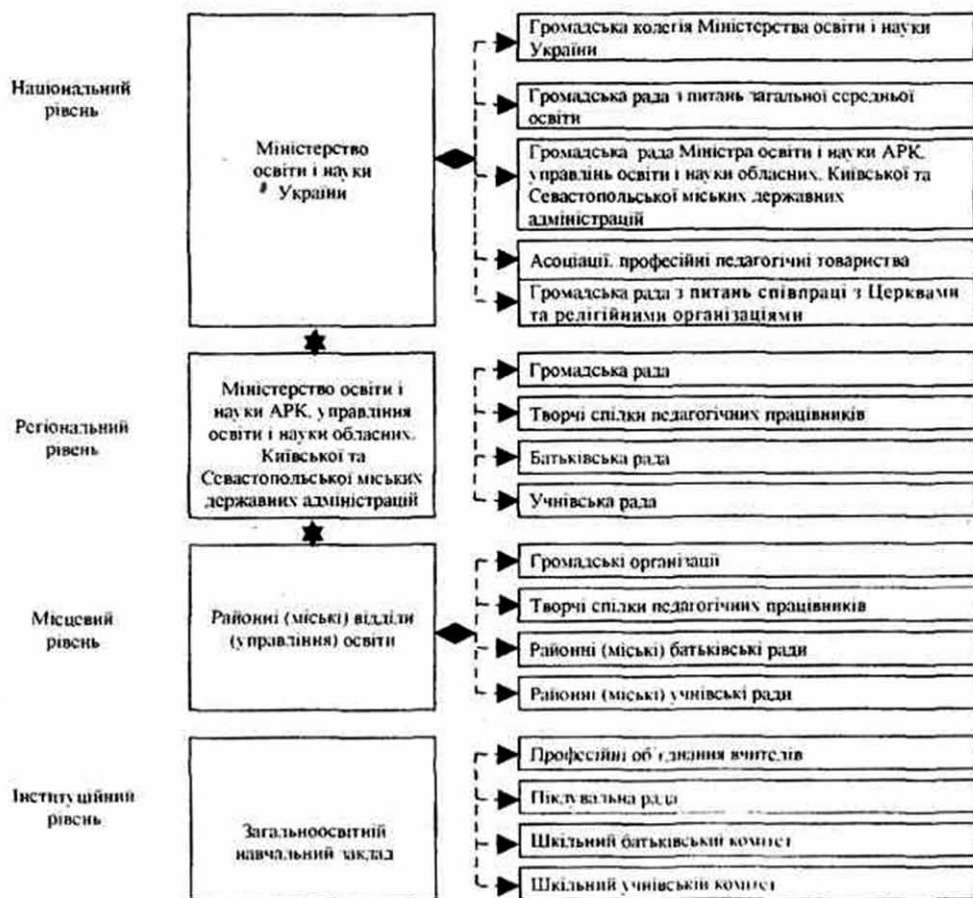 Національний
рівень
Міністерство
освіти і науки
України
Громадська колегія Міністерства освіти і науки
України
Громадська рада з питань загальної середньої
освіти
Громадська рада Міністра освіти і науки АРК,
управлінь освіти і науки обласних, Київської та
Севастопольської міських державних
адміністрацій
Асоціації, професійні педагогічні товариства
Громадська рада з питань співпраці з Церквами
та релігійними організаціями
Регіональний
рівень
Міністерство освіти і
науки АРК, управління
освіти і науки обласних,
Київської та
Севастопольської міських
державних адміністрацій
Громадська рада
Творчі спілки педагогічних працівників
Батьківська рада
Учнівська рада
Місцевий
рівень
Районні (міські) відділи
(управління) освіти
Громадські організації
Творчі спілки педагогічних працівників
Районні (міські) батьківські ради
Районні (міські) учнівські ради
Інституційний
рівень
Загальноосвітній
навчальний заклад
Професійні об'єднання вчителів
Піклувальна рада
Шкільний батьківській комітет
Шкільний учнівській комітет